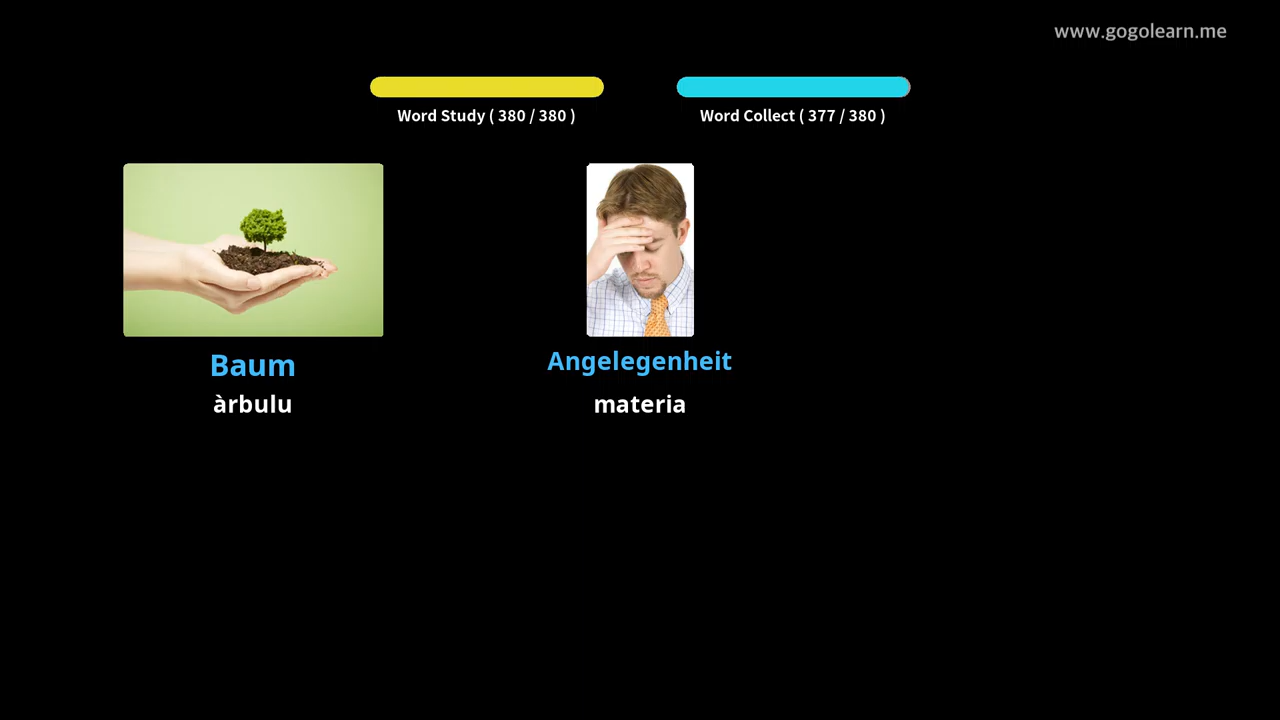 www.gogolearn.me
Word Study ( 380 / 380 )
Word Collect ( 377 / 380 )
Baum
àrbulu
Angelegenheit
materia